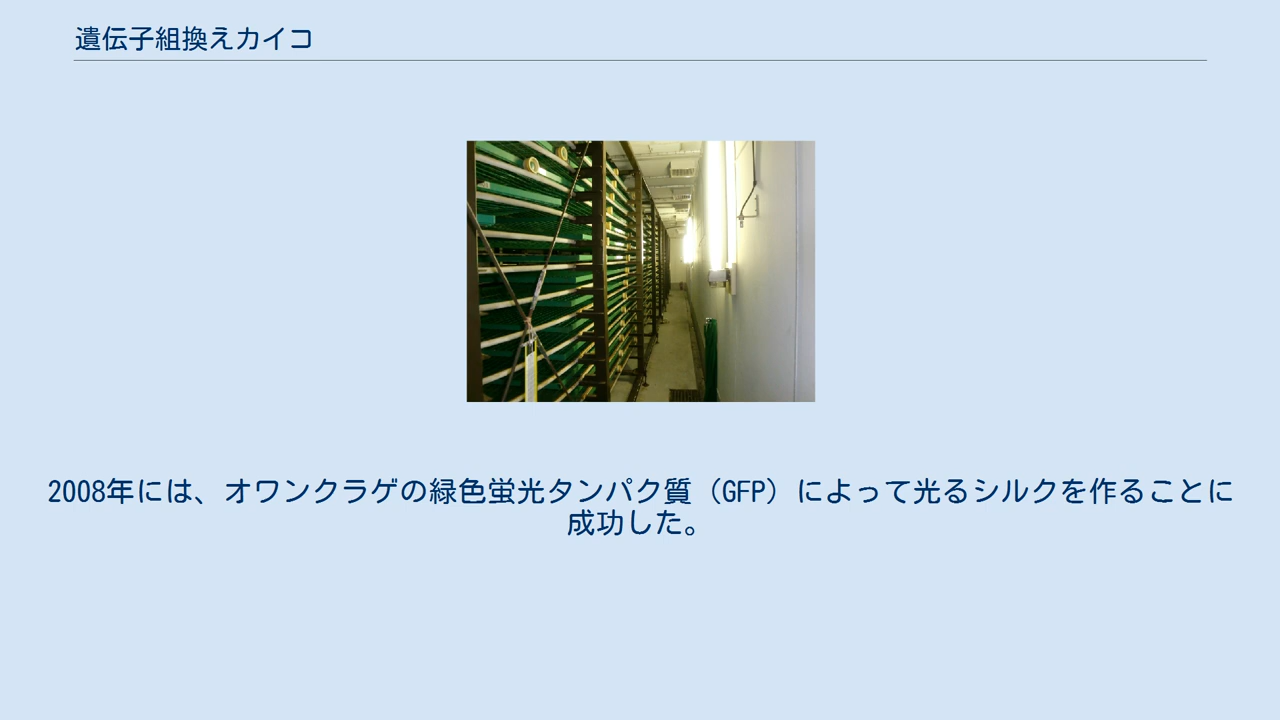 遺伝子組換えカイコ
2008年には、オワンクラゲの緑色蛍光タンパク質（GFP）によって光るシルクを作ることに
成功した。